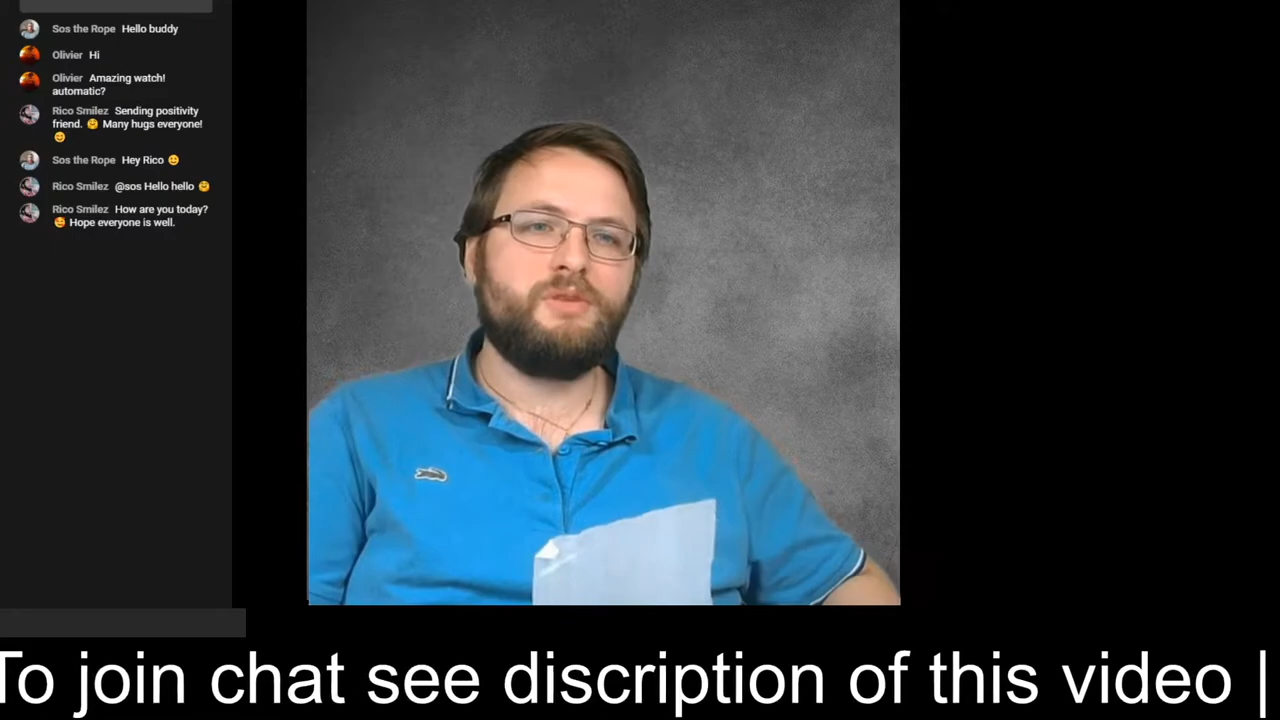 Sos the Rope Hello buddy
Olivier Hi
Olivier Amazing watch!
automatic?
Rico Smilez Sending positivity
friend. 🤗 Many hugs everyone!
😊
Sos the Rope Hey Rico 🙂
Rico Smilez @sos Hello hello 🤗
Rico Smilez How are you today?
🥰 Hope everyone is well.
To join chat see discription of this video |